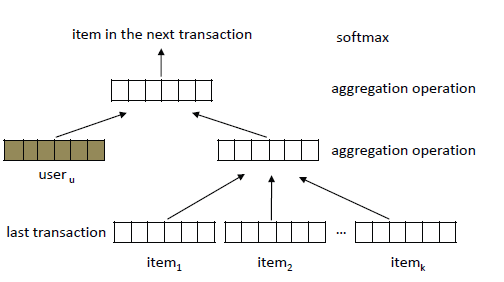 item in the next transaction softmax
aggregation operation
aggregation operation
user u
last transaction ...
item1 item2 itemk